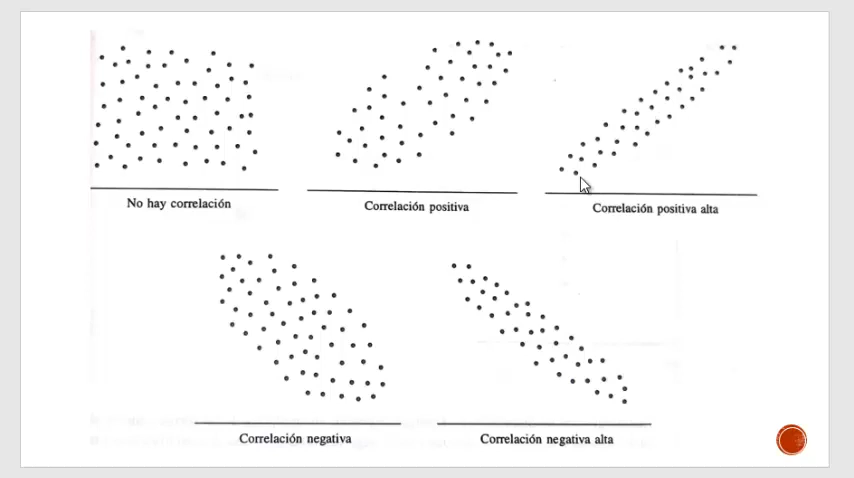 No hay correlación
Correlación positiva
Correlación positiva alta
Correlación negativa
Correlación negativa alta